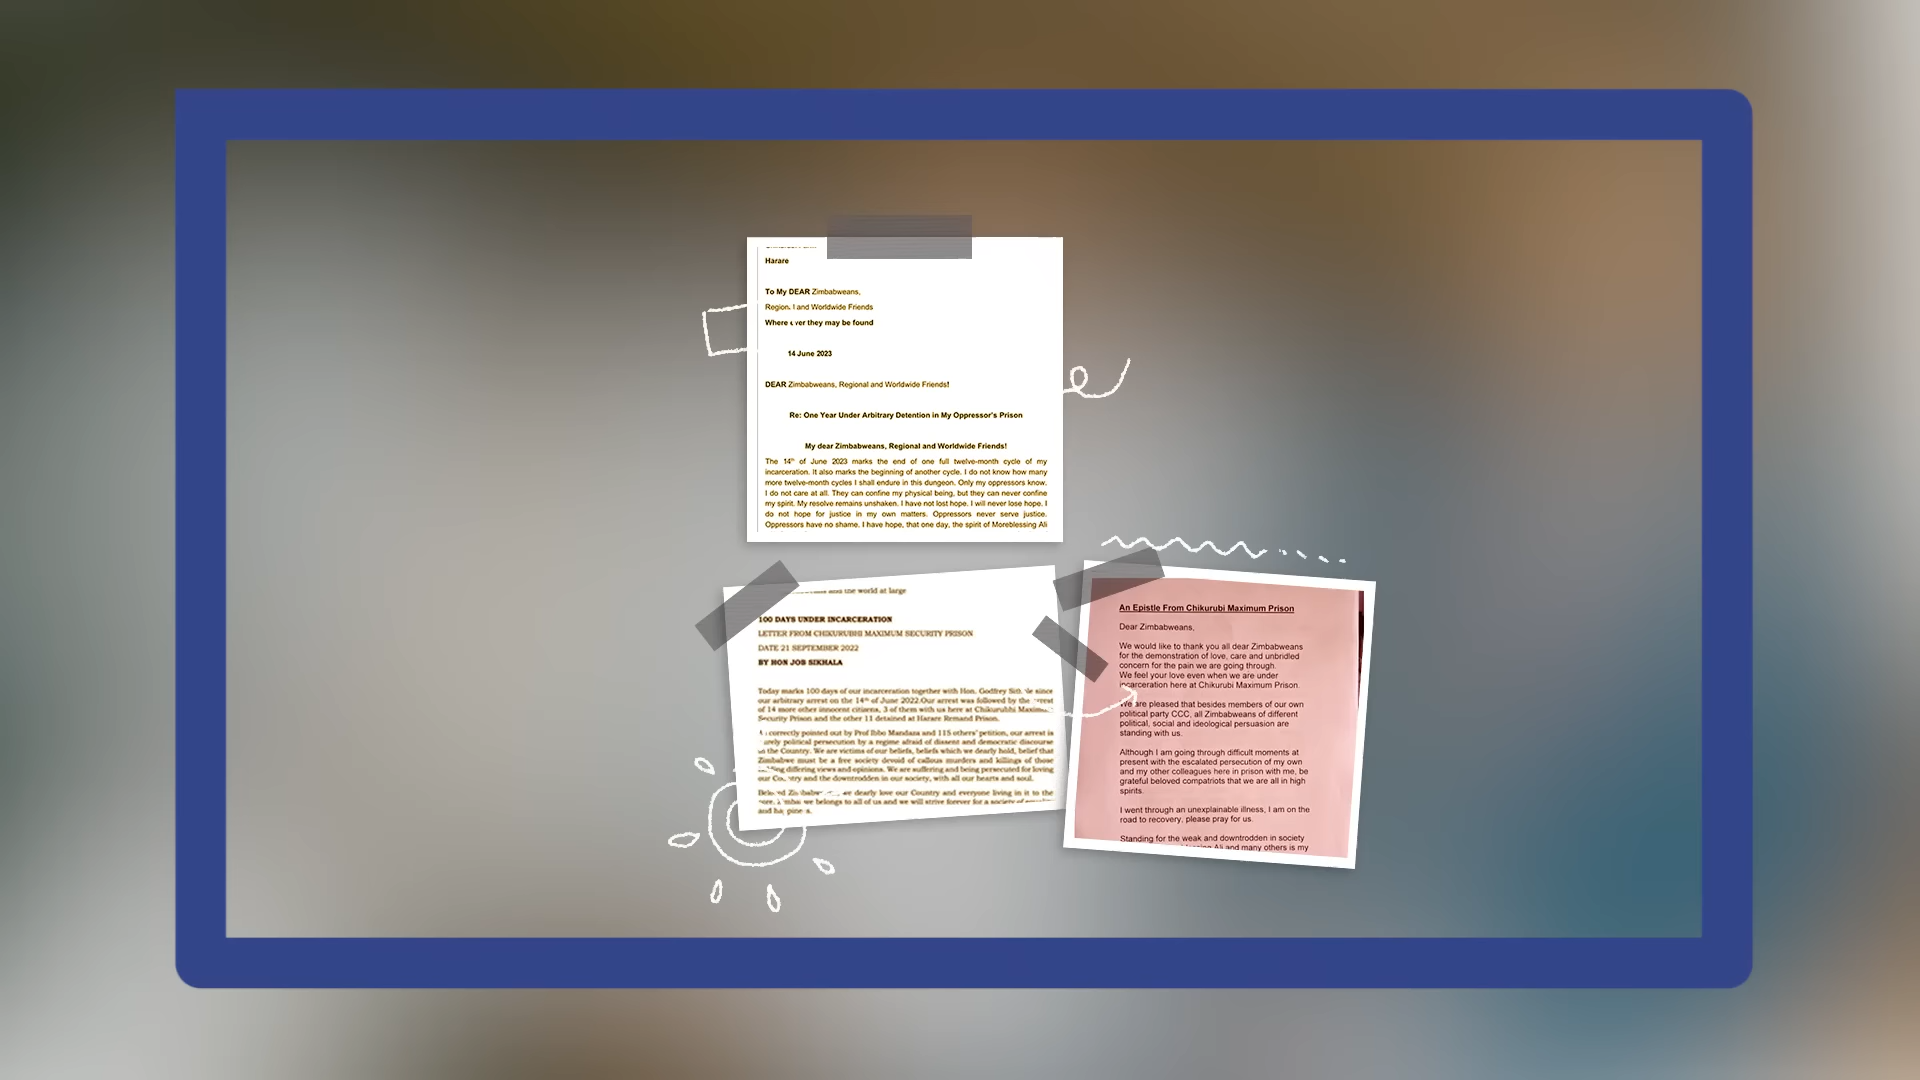 Harare
To My DEAR Zimbabweans,
Regional and Worldwide Friends
Where ever they may be found
14 June 2023
DEAR Zimbabweans, Regional and Worldwide Friends!
Re: One Year Under Arbitrary Detention in My Oppressor's Prison
My dear Zimbabweans, Regional and Worldwide Friends!
The 14th of June 2023 marks the end of one full twelve-month cycle of my
incarceration. It also marks the beginning of another cycle. I do not know how many
more twelve-month cycles I shall endure in this dungeon. Only my oppressors know.
I do not care at all. They can confine my physical being, but they can never confine
my spirit. My resolve remains unshaken. I have not lost hope. I will never lose hope. I
do not hope for justice in my own matters. Oppressors never serve justice.
Oppressors have no shame. I have hope, that one day, the spirit of Moreblessing Ali
and the world at large
100 DAYS UNDER INCARCERATION
LETTER FROM CHIKURUBHI MAXIMUM SECURITY PRISON
DATE 21 SEPTEMBER 2022
BY HON JOB SIKHALA
Today marks 100 days of our incarceration together with Hon. Godfrey since
our arbitrary arrest on the 14th of June 2022.Our arrest was followed by the arrest
of 14 more other innocent citizens, 3 of them with us here at Chikurubhi Maximum
Security Prison and the other 11 detained at Harare Remand Prison.
correctly pointed out by Prof Ibbo Mandaza and 115 others' petition, our arrest is
purely political persecution by a regime afraid of dissent and democratic discourse
in the Country. We are victims of our beliefs, beliefs which we dearly hold, belief that
Zimbabwe must be a free society devoid of callous murders and killings of those
differing views and opinions. We are suffering and being persecuted for loving
our Country and the downtrodden in our society, with all our hearts and soul.
Beloved we dearly love our Country and everyone living in it to the
core. Zimbabwe belongs to all of us and we will strive forever for a society of
and happiness.
An Epistle From Chikurubi Maximum Prison
Dear Zimbabweans,
We would like to thank you all dear Zimbabweans
for the demonstration of love, care and unbridled
concern for the pain we are going through.
We feel your love even when we are under
incarceration here at Chikurubi Maximum Prison.
We are pleased that besides members of our own
political party CCC, all Zimbabweans of different
political, social and ideological persuasion are
standing with us.
Although I am going through difficult moments at
present with the escalated persecution of my own
and my other colleagues here in prison with me, be
grateful beloved compatriots that we are all in high
spirits.
I went through an unexplainable illness, I am on the
road to recovery, please pray for us.
Standing for the weak and downtrodden in society
Ali and many others is my